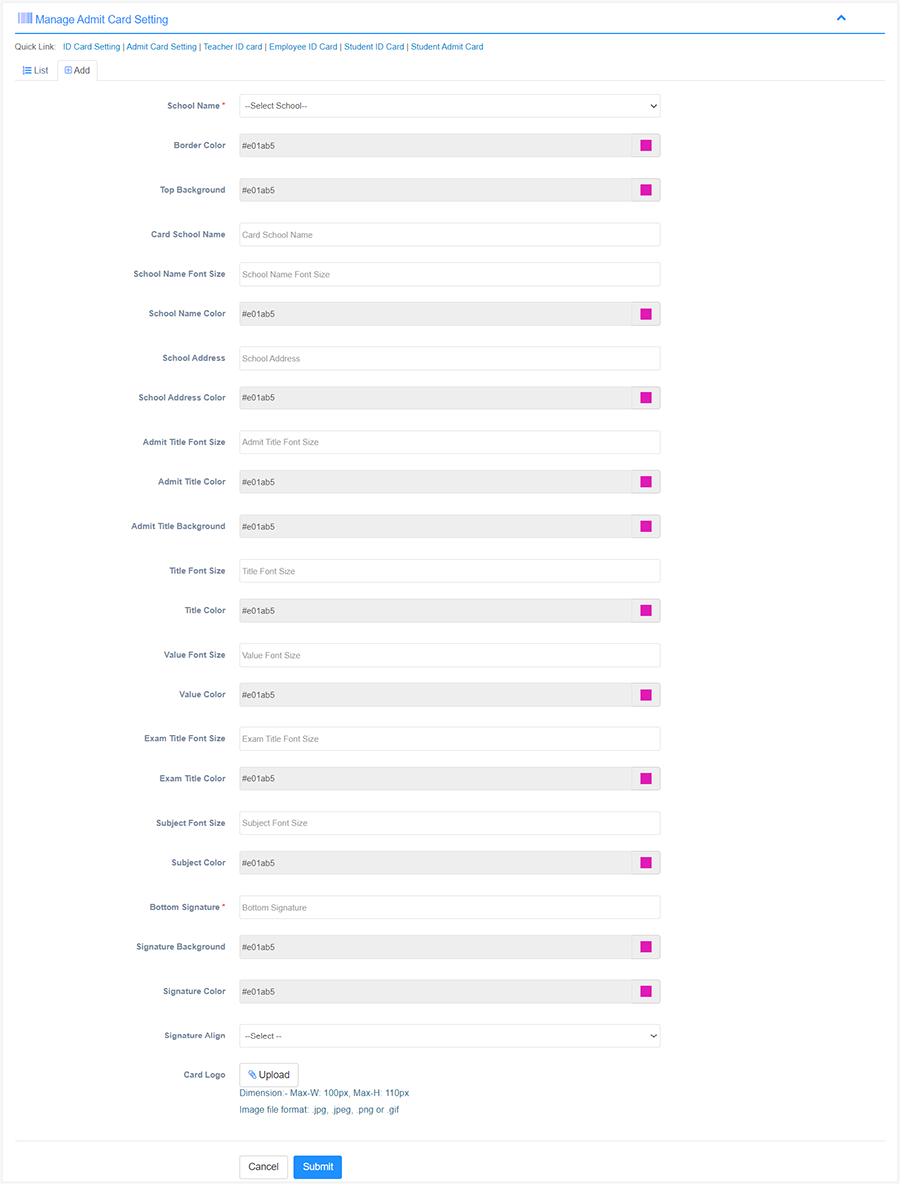 Manage Admit Card Setting
Quick Link: ID Card Setting | Admit Card Setting | Teacher ID card | Employee ID Card | Student ID Card | Student Admit Card
List Add
School Name * --Select School--
Border Color #e01ab5
Top Background #e01ab5
Card School Name Card School Name
School Name Font Size School Name Font Size
School Name Color #e01ab5
School Address School Address
School Address Color #e01ab5
Admit Title Font Size Admit Title Font Size
Admit Title Color #e01ab5
Admit Title Background #e01ab5
Title Font Size Title Font Size
Title Color #e01ab5
Value Font Size Value Font Size
Value Color #e01ab5
Exam Title Font Size Exam Title Font Size
Exam Title Color #e01ab5
Subject Font Size Subject Font Size
Subject Color #e01ab5
Bottom Signature * Bottom Signature
Signature Background #e01ab5
Signature Color #e01ab5
Signature Align --Select --
Card Logo Upload
Dimension:- Max-W: 100px, Max-H: 110px
Image file format: .jpg, .jpeg, .png or .gif
Cancel Submit